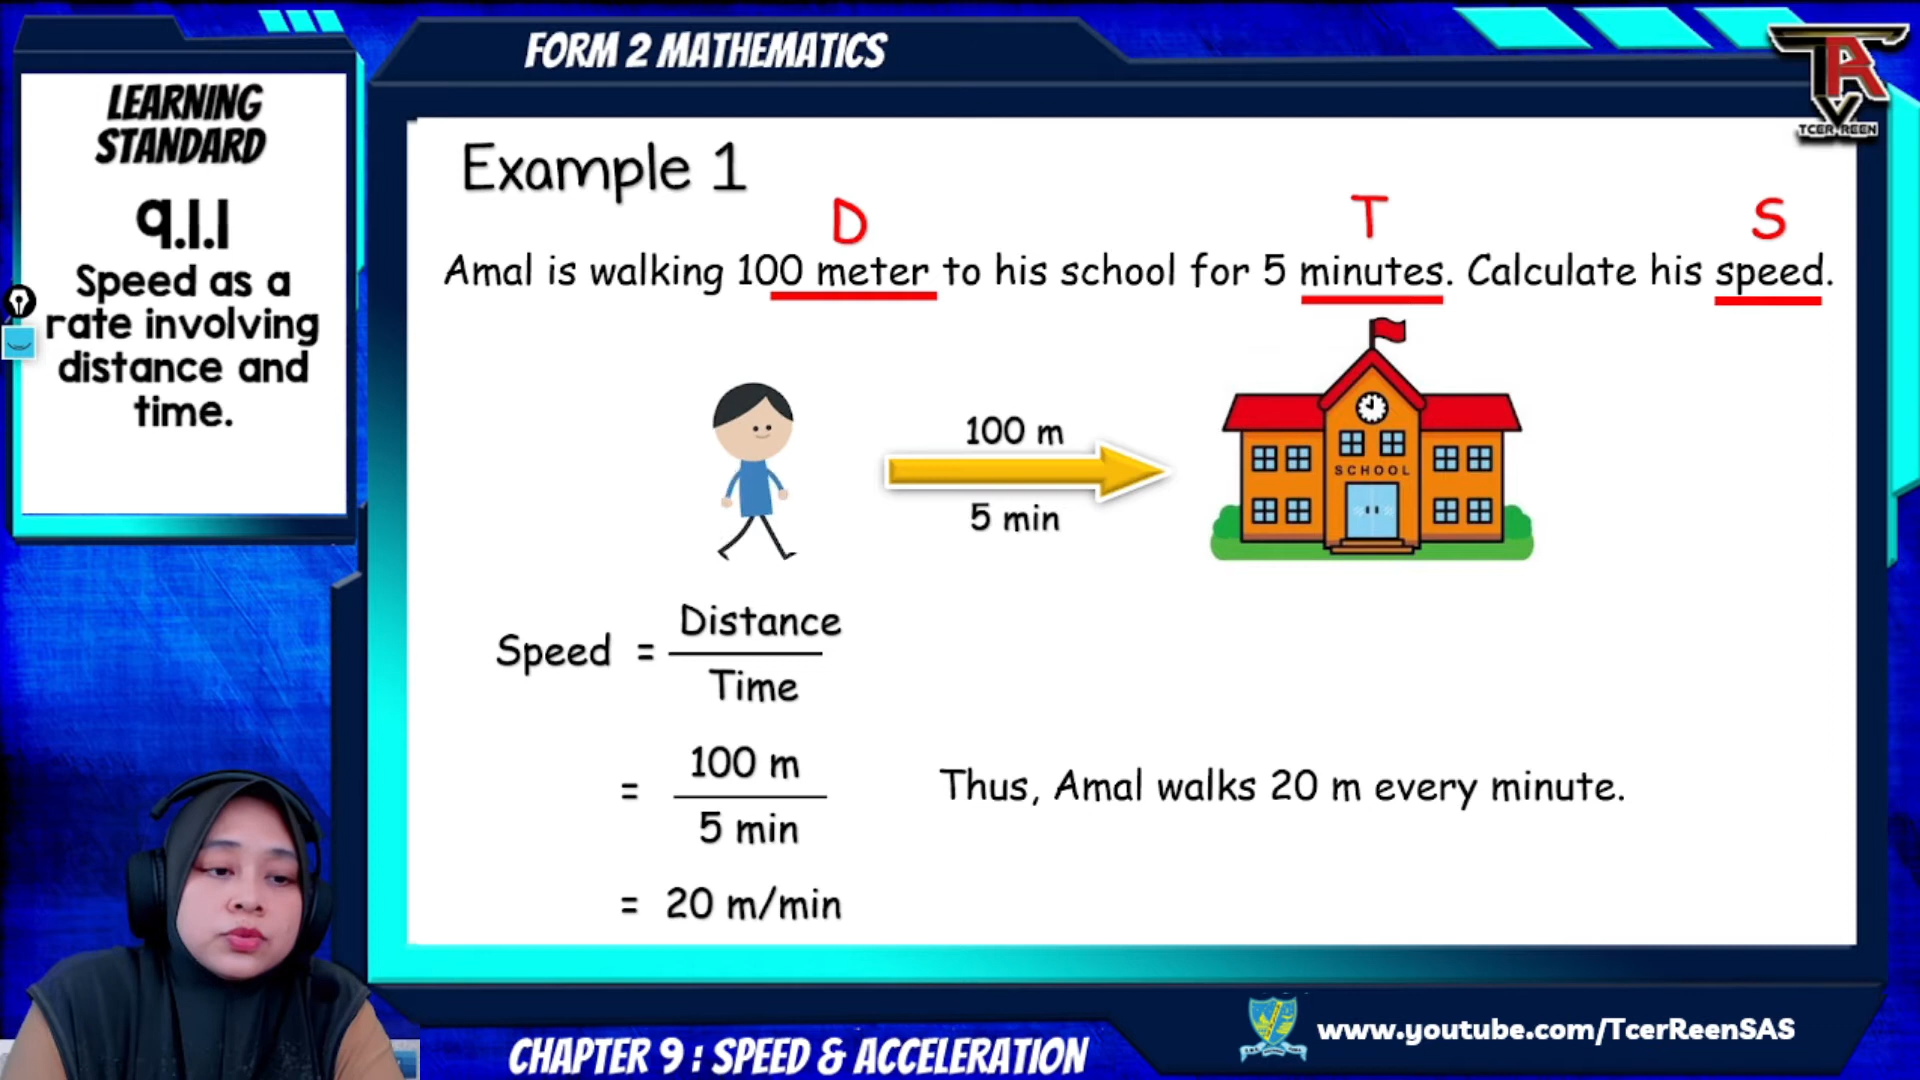 FORM 2 MATHEMATICS
TCER REEN
LEARNING
STANDARD
9.1.1
Speed as a
rate involving
distance and
time.
Example 1
D
T
S
Amal is walking 100 meter to his school for 5 minutes. Calculate his speed.
100 m
5 min
SCHOOL
Speed = Distance
Time
= 100 m
5 min
Thus, Amal walks 20 m every minute.
= 20 m/min
CHAPTER 9 : SPEED & ACCELERATION
www.youtube.com/TcerReenSAS